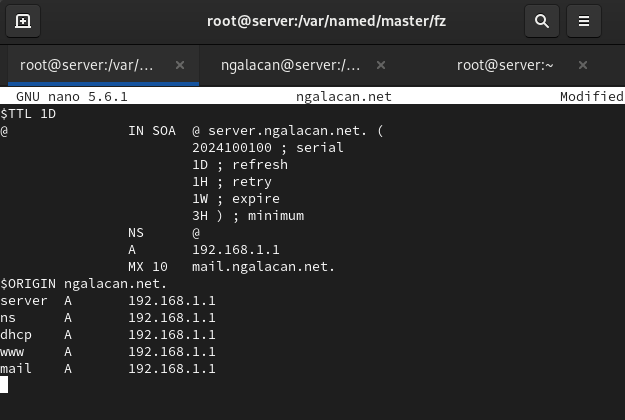 root@server:/var/named/master/fz
root@server:/var/... × ngalacan@server:/... × root@server:~ ×
GNU nano 5.6.1 ngalacan.net Modified
$TTL 1D
@ IN SOA @ server.ngalacan.net. (
2024100100 ; serial
1D ; refresh
1H ; retry
1W ; expire
3H ) ; minimum
NS @
A 192.168.1.1
MX 10 mail.ngalacan.net.
$ORIGIN ngalacan.net.
server A 192.168.1.1
ns A 192.168.1.1
dhcp A 192.168.1.1
www A 192.168.1.1
mail A 192.168.1.1